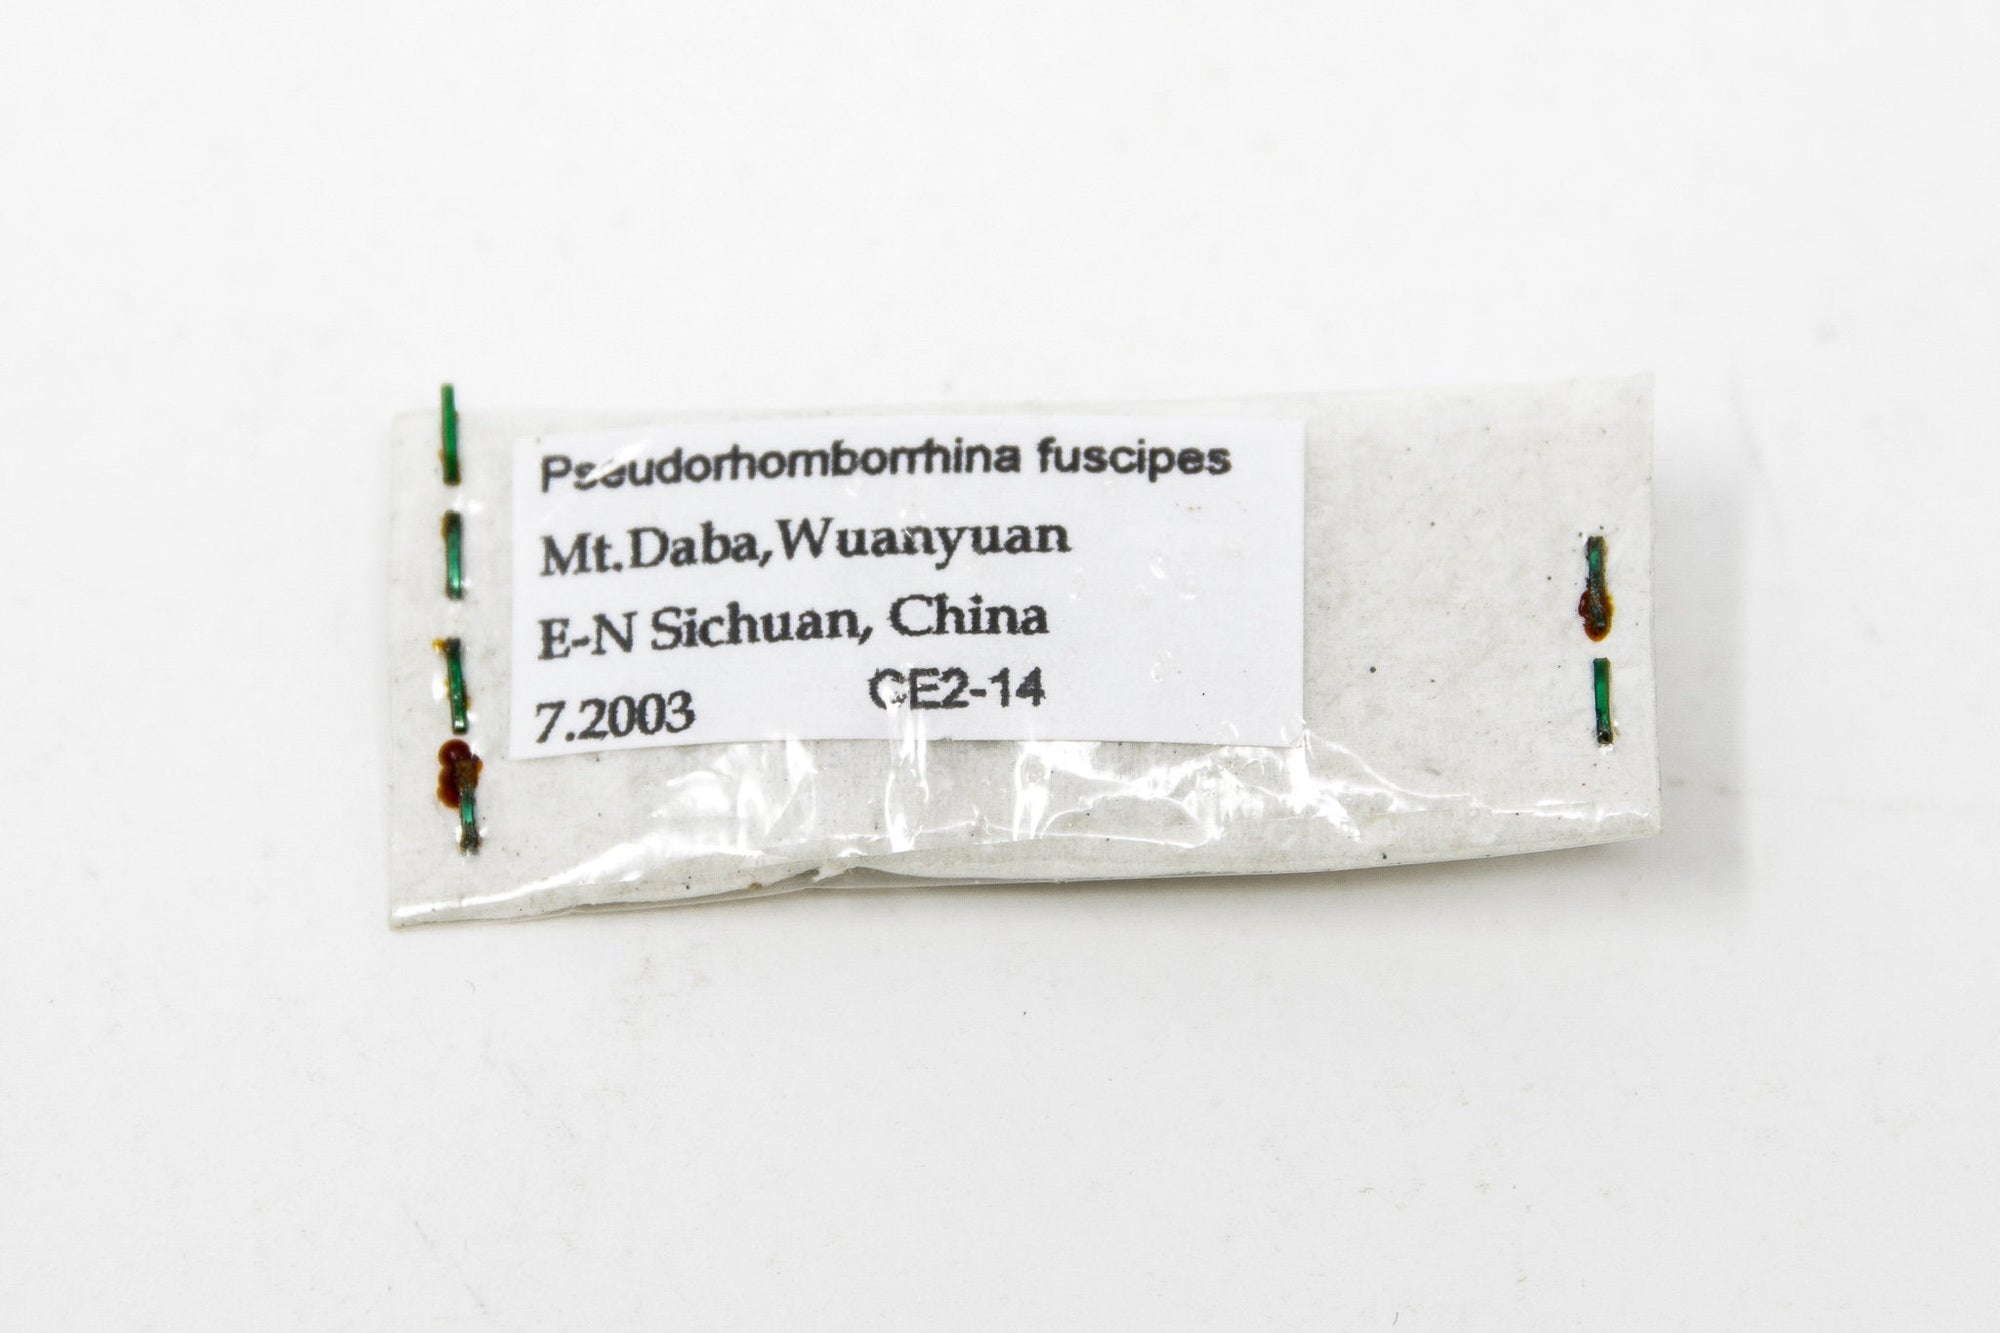 Pseudorhomborrhina fuscipes
Mt.Daba,Wuanyuan
E-N Sichuan, China
7.2003 CE2-14